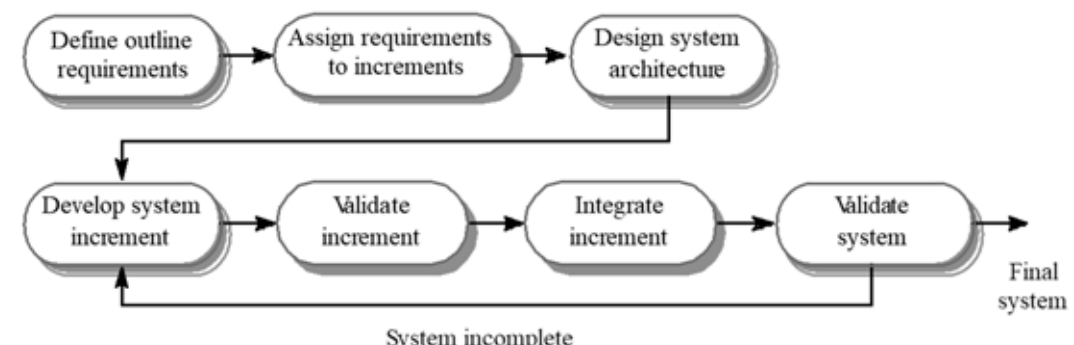 Define outline
requirements
Assign requirements
to increments
Design system
architecture
Develop system
increment
Validate
increment
Integrate
increment
Validate
system
Final
system
System incomplete